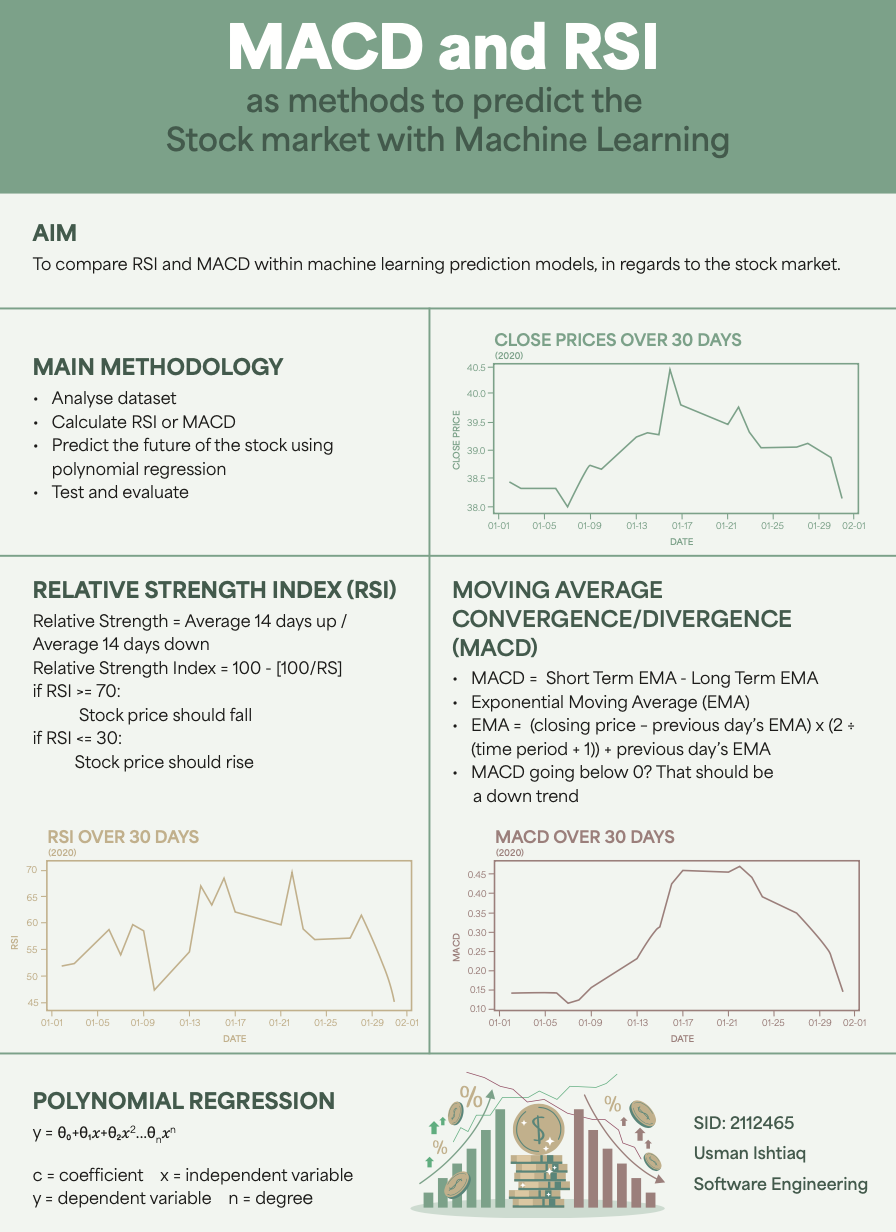 MACD and RSI
as methods to predict the
Stock market with Machine Learning
AIM
To compare RSI and MACD within machine learning prediction models, in regards to the stock market.
MAIN METHODOLOGY
• Analyse dataset
• Calculate RSI or MACD
• Predict the future of the stock using
polynomial regression
• Test and evaluate
CLOSE PRICES OVER 30 DAYS
(2020)
CLOSE PRICE
40.5
40.0
39.5
39.0
38.5
38.0
01-01 01-05 01-09 01-13 01-17 01-21 01-25 01-29 02-01
DATE
RELATIVE STRENGTH INDEX (RSI)
Relative Strength = Average 14 days up /
Average 14 days down
Relative Strength Index = 100 - [100/RS]
if RSI >= 70:
Stock price should fall
if RSI <= 30:
Stock price should rise
RSI OVER 30 DAYS
(2020)
RSI
70
65
60
55
50
45
01-01 01-05 01-09 01-13 01-17 01-21 01-25 01-29 02-01
DATE
MOVING AVERAGE
CONVERGENCE/DIVERGENCE
(MACD)
• MACD = Short Term EMA - Long Term EMA
• Exponential Moving Average (EMA)
• EMA = (closing price – previous day's EMA) x (2 ÷
(time period + 1)) + previous day's EMA
• MACD going below 0? That should be
a down trend
MACD OVER 30 DAYS
(2020)
MACD
0.45
0.40
0.35
0.30
0.25
0.20
0.15
0.10
01-01 01-05 01-09 01-13 01-17 01-21 01-25 01-29 02-01
DATE
POLYNOMIAL REGRESSION
y = θ₀+θ₁x+θ₂x²...θₙxⁿ
c = coefficient x = independent variable
y = dependent variable n = degree
% % %
$
SID: 2112465
Usman Ishtiaq
Software Engineering